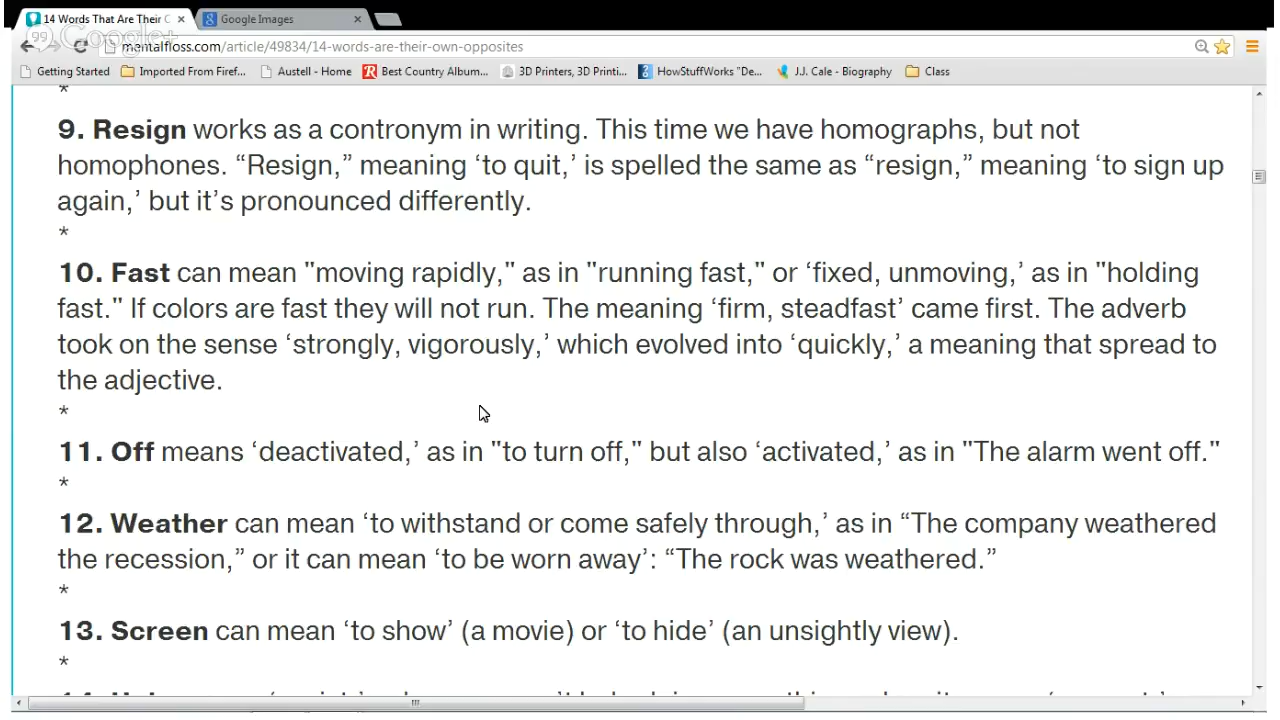 14 Words That Are Their C
Google Images
99 Google+
mentalfloss.com/article/49834/14-words-are-their-own-opposites
Getting Started Imported From Firef... Austell - Home Best Country Album... 3D Printers, 3D Printi... HowStuffWorks "De... J.J. Cale - Biography Class
*
9. Resign works as a contronym in writing. This time we have homographs, but not
homophones. “Resign,” meaning ‘to quit,’ is spelled the same as “resign,” meaning ‘to sign up
again,’ but it’s pronounced differently.
*
10. Fast can mean "moving rapidly," as in "running fast," or ‘fixed, unmoving,’ as in "holding
fast." If colors are fast they will not run. The meaning ‘firm, steadfast’ came first. The adverb
took on the sense ‘strongly, vigorously,’ which evolved into ‘quickly,’ a meaning that spread to
the adjective.
*
11. Off means ‘deactivated,’ as in "to turn off," but also ‘activated,’ as in "The alarm went off."
*
12. Weather can mean ‘to withstand or come safely through,’ as in “The company weathered
the recession,” or it can mean ‘to be worn away’: “The rock was weathered.”
*
13. Screen can mean ‘to show’ (a movie) or ‘to hide’ (an unsightly view).
*